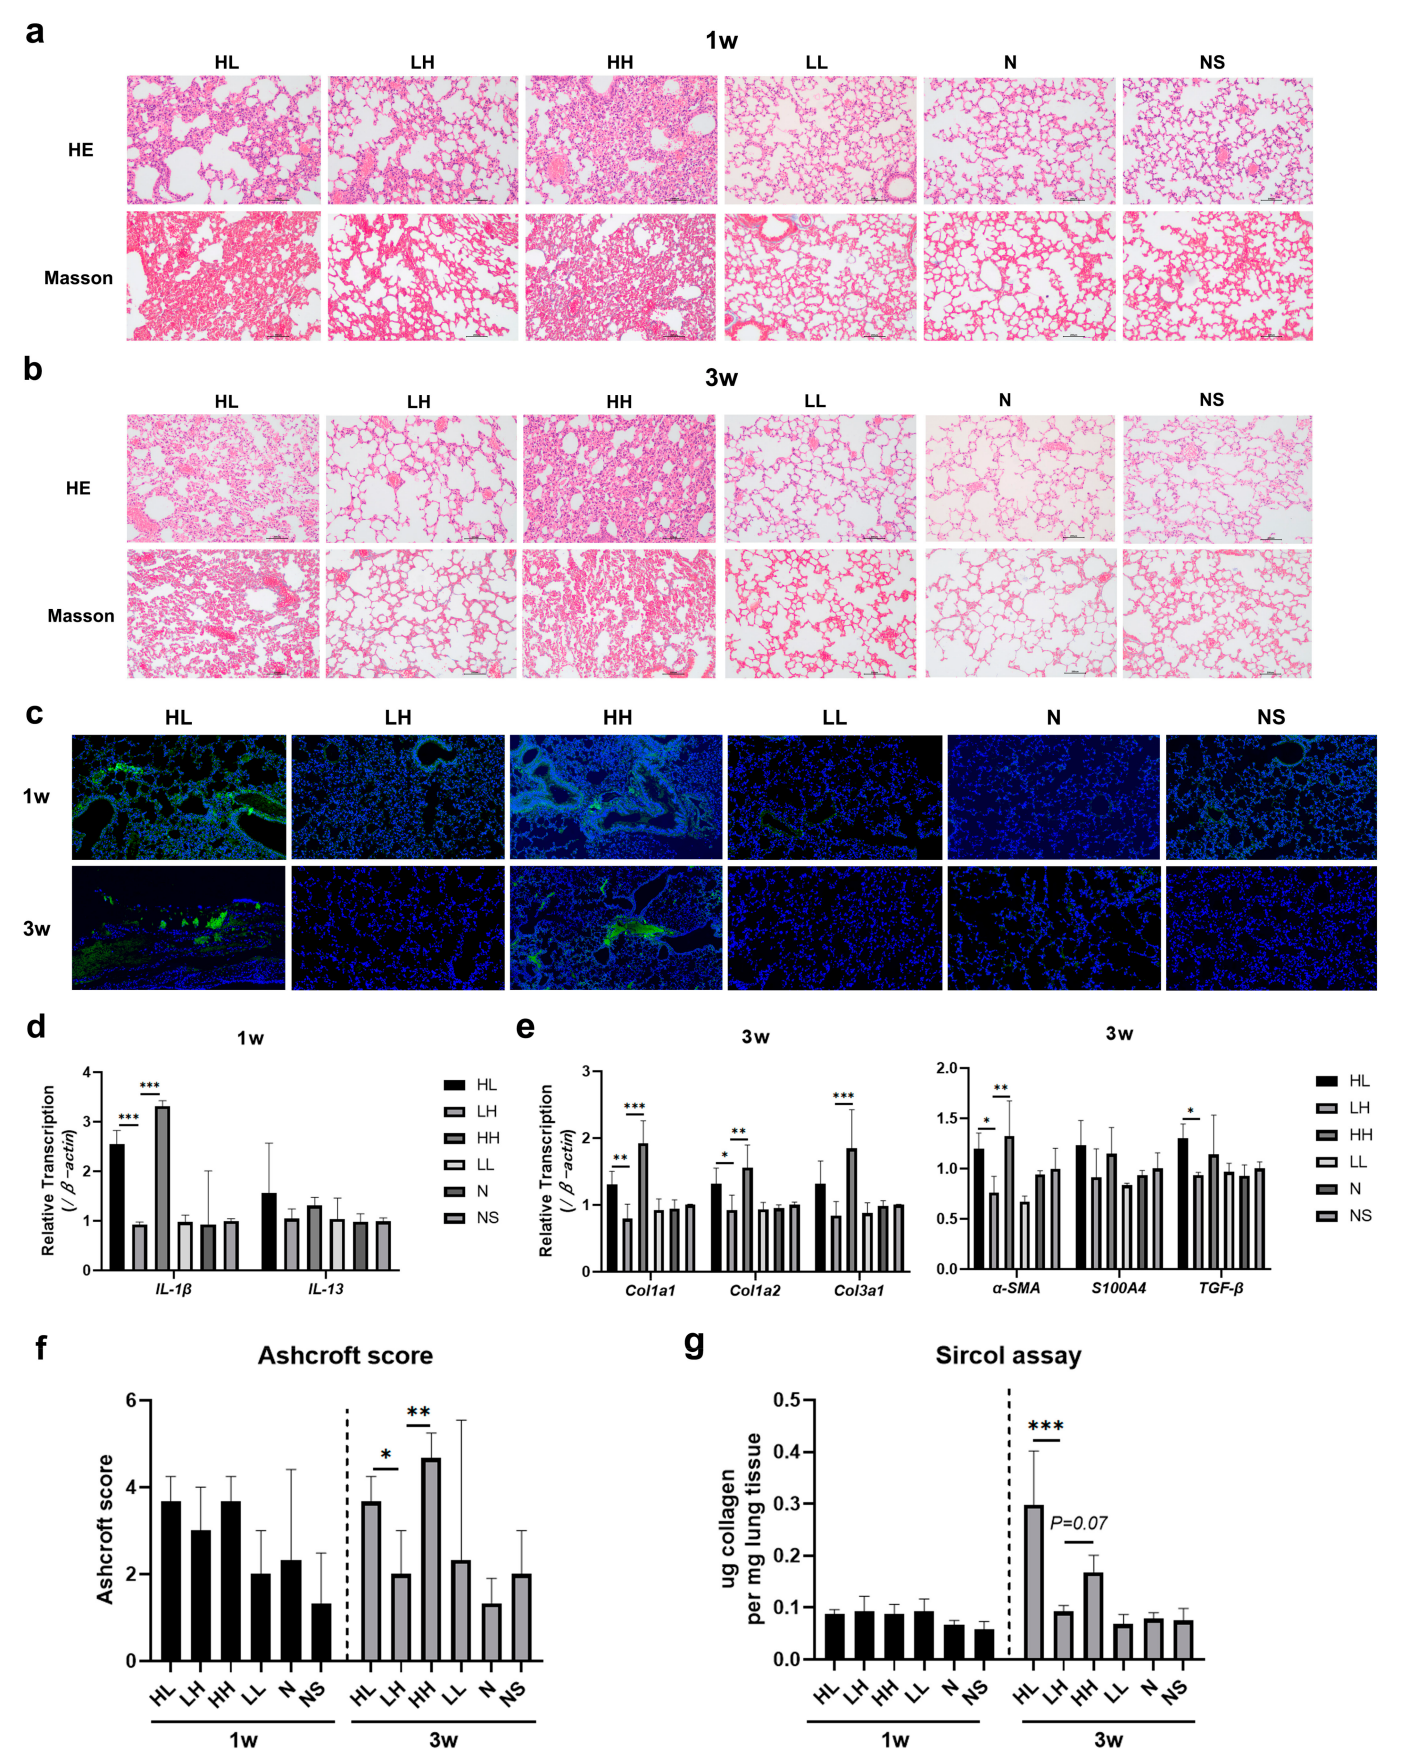 a
1w
HL LH HH LL N NS
HE
Masson
b
3w
HL LH HH LL N NS
HE
Masson
c
HL LH HH LL N NS
1w
3w
d
1w
Relative Transcription
(/ β-actin)
4
3
2
1
0
*** ***
IL-1β IL-13
HL
LH
HH
LL
N
NS
e
3w
Relative Transcription
(/ β-actin)
3
2
1
0
** *** * ** ***
Col1a1 Col1a2 Col3a1
3w
2.0
1.5
1.0
0.5
0.0
* ** *
α-SMA S100A4 TGF-β
HL
LH
HH
LL
N
NS
f
Ashcroft score
Ashcroft score
6
4
2
0
* **
HL LH HH LL N NS HL LH HH LL N NS
1w 3w
g
Sircol assay
ug collagen
per mg lung tissue
0.5
0.4
0.3
0.2
0.1
0.0
***
P=0.07
HL LH HH LL N NS HL LH HH LL N NS
1w 3w